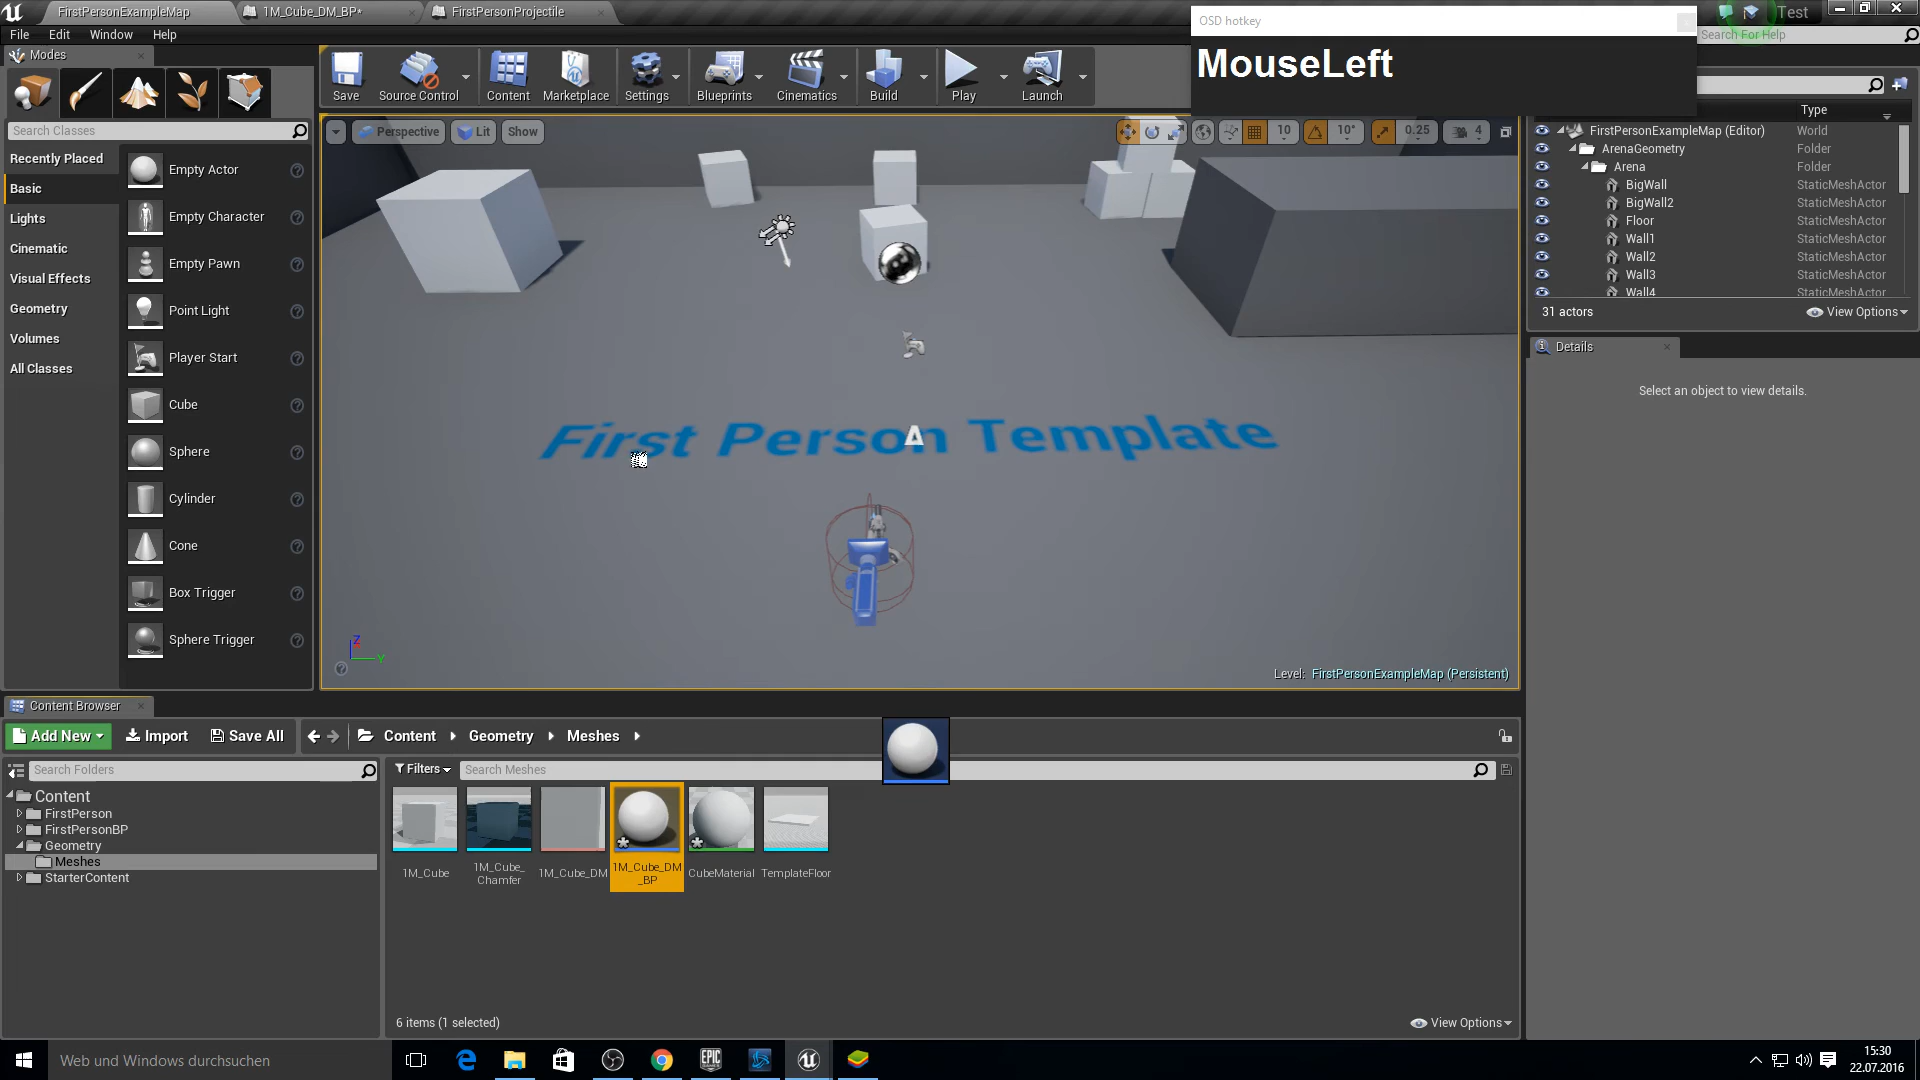 FirstPersonExampleMap
1M_Cube_DM_BP*
FirstPersonProjectile
Test
File Edit Window Help
OSD hotkey
MouseLeft
Search For Help
Modes
Search Classes
Recently Placed
Basic
Lights
Cinematic
Visual Effects
Geometry
Volumes
All Classes
Empty Actor
Empty Character
Empty Pawn
Point Light
Player Start
Cube
Sphere
Cylinder
Cone
Box Trigger
Sphere Trigger
Save
Source Control
Content
Marketplace
Settings
Blueprints
Cinematics
Build
Play
Launch
Perspective
Lit
Show
10
10°
0.25
4
First Person Template
Z
Y
Level: FirstPersonExampleMap (Persistent)
Type
FirstPersonExampleMap (Editor) World
ArenaGeometry Folder
Arena Folder
BigWall StaticMeshActor
BigWall2 StaticMeshActor
Floor StaticMeshActor
Wall1 StaticMeshActor
Wall2 StaticMeshActor
Wall3 StaticMeshActor
Wall4 StaticMeshActor
31 actors
View Options
Details
Select an object to view details.
Content Browser
Add New
Import
Save All
Content
Geometry
Meshes
Search Folders
Filters
Search Meshes
Content
FirstPerson
FirstPersonBP
Geometry
Meshes
StarterContent
1M_Cube
1M_Cube_
Chamfer
1M_Cube_DM
1M_Cube_DM
_BP
CubeMaterial
TemplateFloor
6 items (1 selected)
View Options
Web und Windows durchsuchen
EPIC
GAMES
15:30
22.07.2016